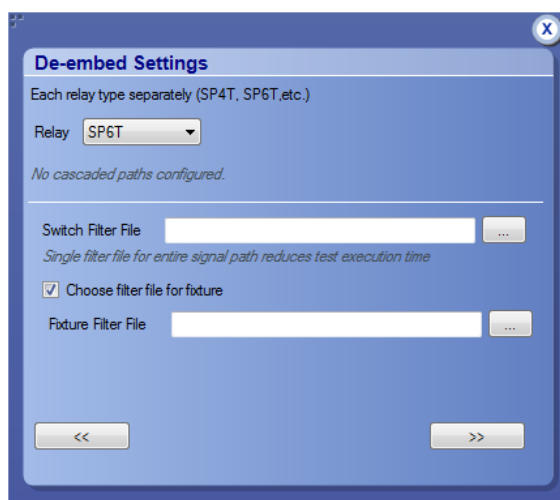 X
De-embed Settings
Each relay type separately (SP4T, SP6T,etc.)
Relay SP6T
No cascaded paths configured.
Switch Filter File ...
Single filter file for entire signal path reduces test execution time
Choose filter file for fixture
Fixture Filter File ...
<< >>